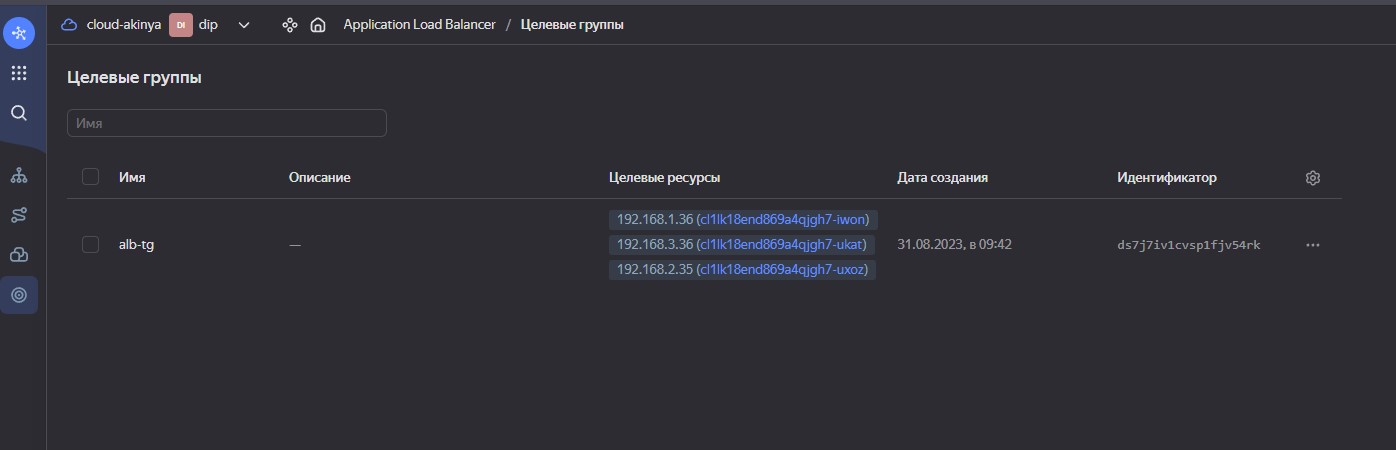 cloud-akinya DI dip Application Load Balancer / Целевые группы
Целевые группы
Имя
Имя Описание Целевые ресурсы Дата создания Идентификатор
192.168.1.36 (cl1lk18end869a4qjgh7-iwon)
alb-tg — 192.168.3.36 (cl1lk18end869a4qjgh7-ukat) 31.08.2023, в 09:42 ds7j7iv1cvsp1fjv54rk
192.168.2.35 (cl1lk18end869a4qjgh7-uxoz)